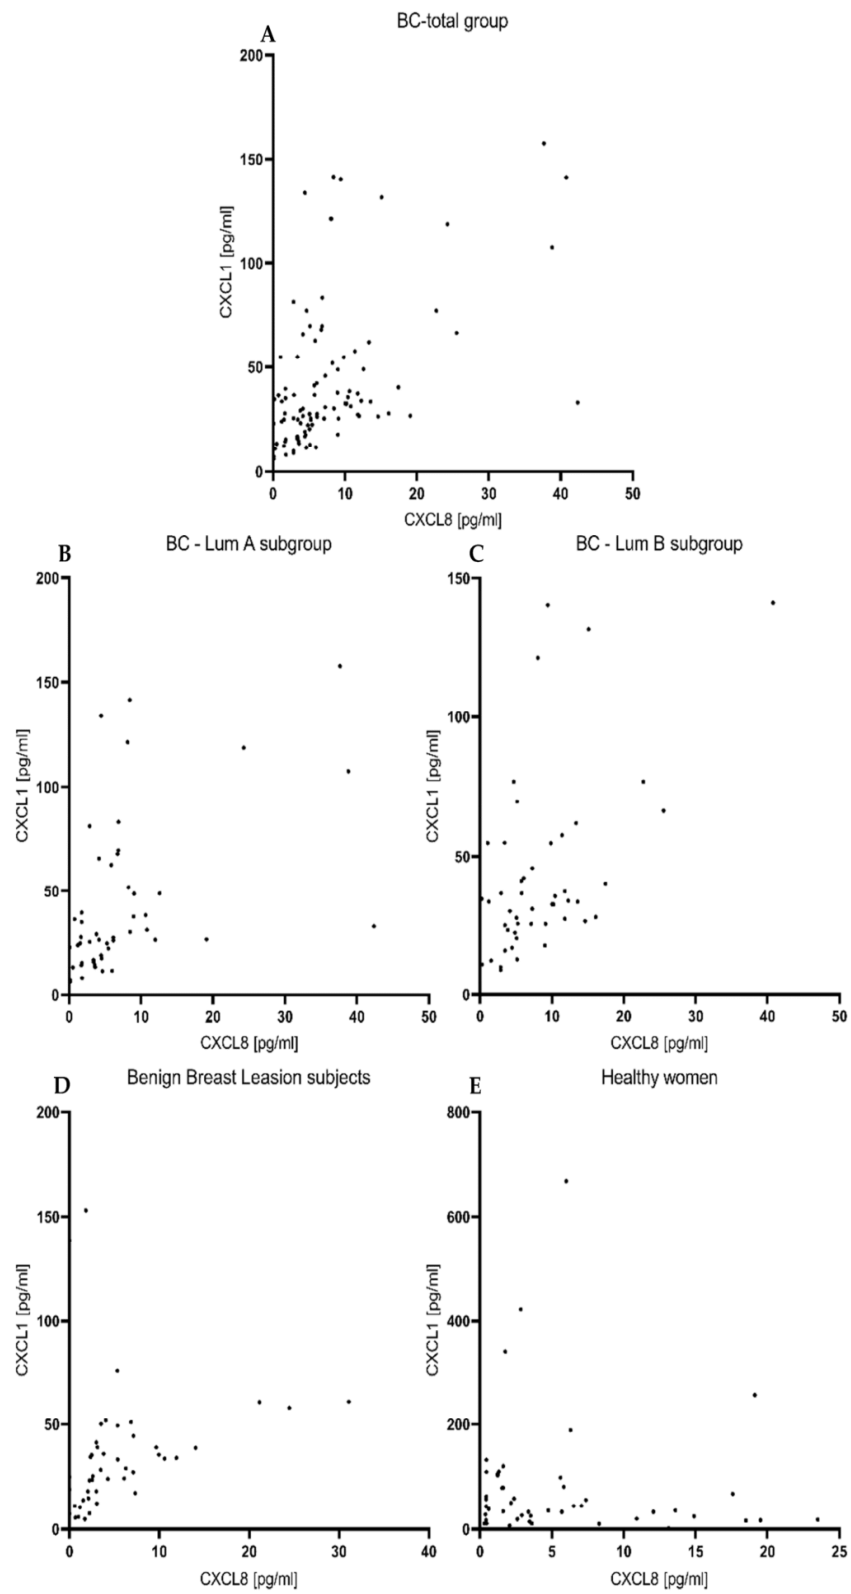 A
BC-total group
200
150
100
50
0
CXCL1 [pg/ml]
0 10 20 30 40 50
CXCL8 [pg/ml]
B
BC - Lum A subgroup
200
150
100
50
0
CXCL1 [pg/ml]
0 10 20 30 40 50
CXCL8 [pg/ml]
C
BC - Lum B subgroup
150
100
50
0
CXCL1 [pg/ml]
0 10 20 30 40 50
CXCL8 [pg/ml]
D
Benign Breast Leasion subjects
200
150
100
50
0
CXCL1 [pg/ml]
0 10 20 30 40
CXCL8 [pg/ml]
E
Healthy women
800
600
400
200
0
CXCL1 [pg/ml]
0 5 10 15 20 25
CXCL8 [pg/ml]